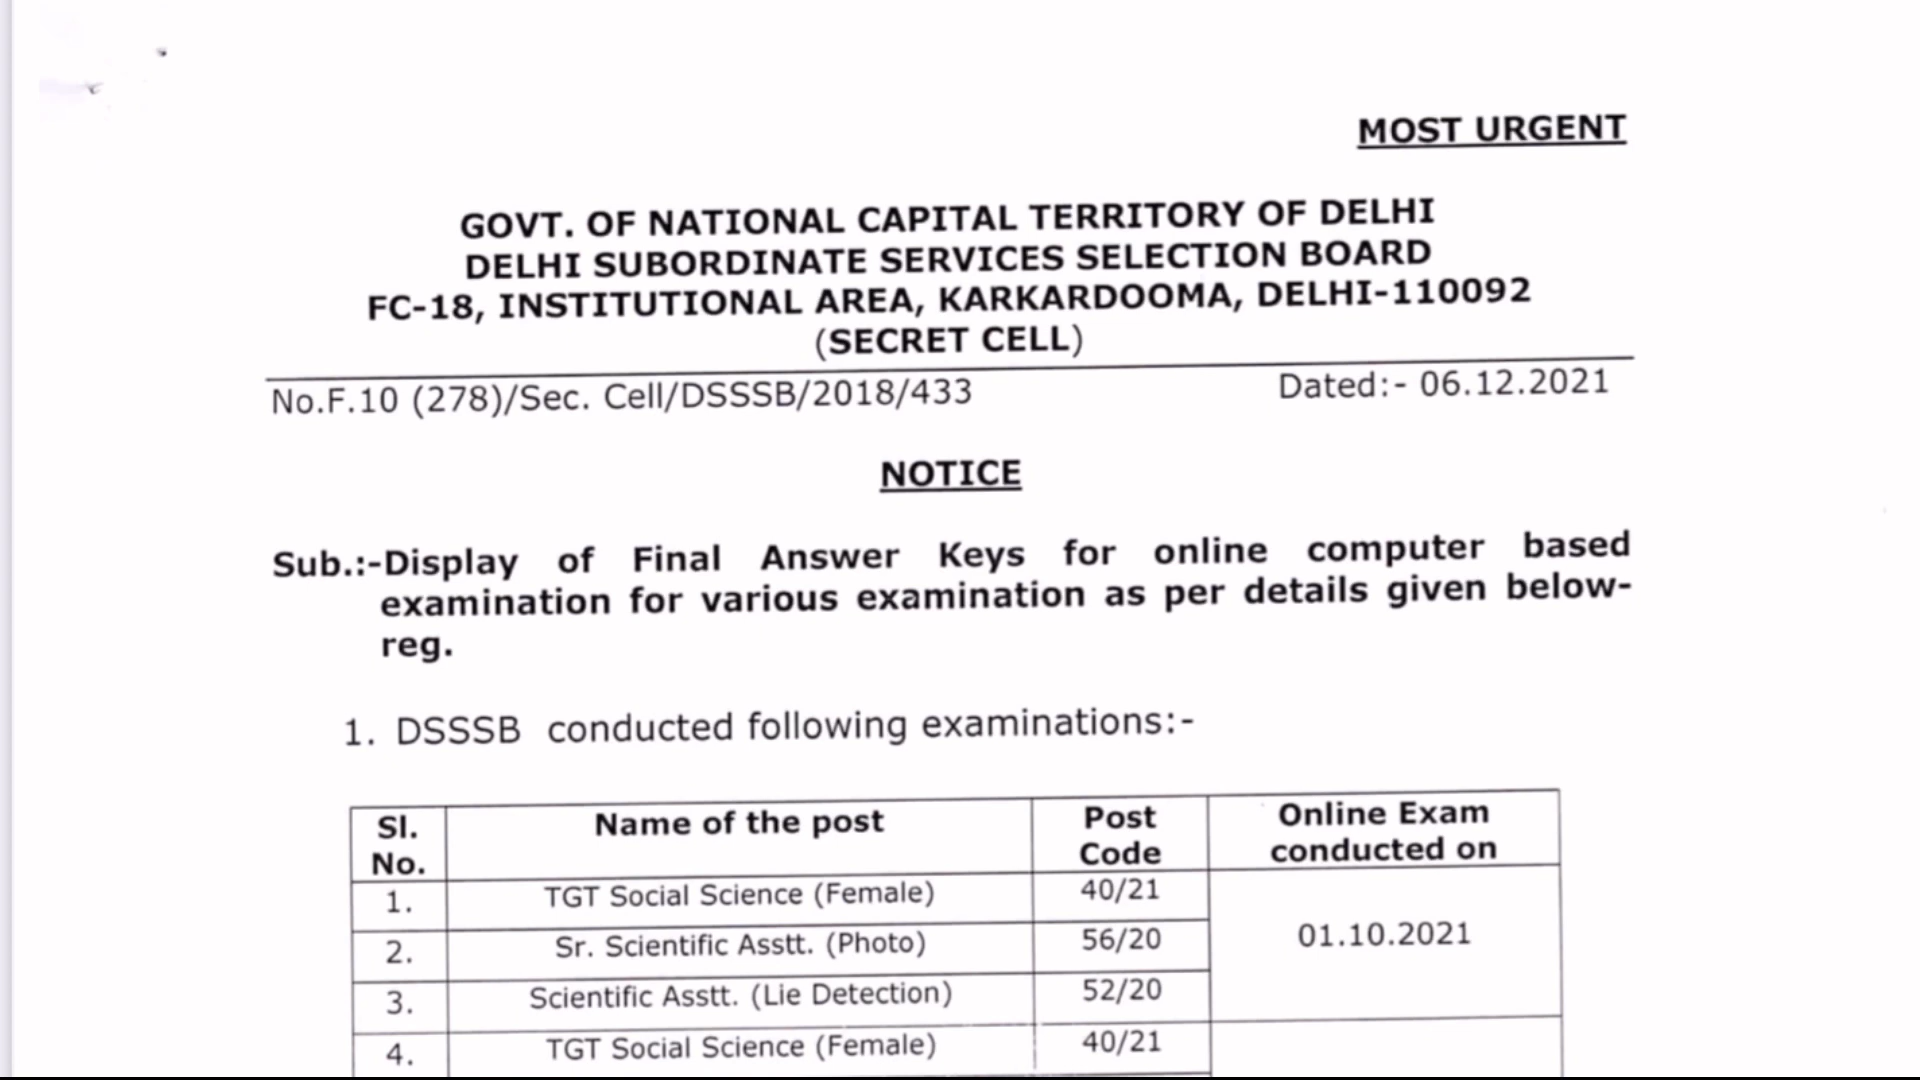 MOST URGENT
GOVT. OF NATIONAL CAPITAL TERRITORY OF DELHI
DELHI SUBORDINATE SERVICES SELECTION BOARD
FC-18, INSTITUTIONAL AREA, KARKARDOOMA, DELHI-110092
(SECRET CELL)
No.F.10 (278)/Sec. Cell/DSSSB/2018/433 Dated:- 06.12.2021
NOTICE
Sub.:-Display of Final Answer Keys for online computer based
examination for various examination as per details given below-
reg.
1. DSSSB conducted following examinations:-
Sl. No. Name of the post Post Code Online Exam conducted on
1. TGT Social Science (Female) 40/21 01.10.2021
2. Sr. Scientific Asstt. (Photo) 56/20
3. Scientific Asstt. (Lie Detection) 52/20
4. TGT Social Science (Female) 40/21